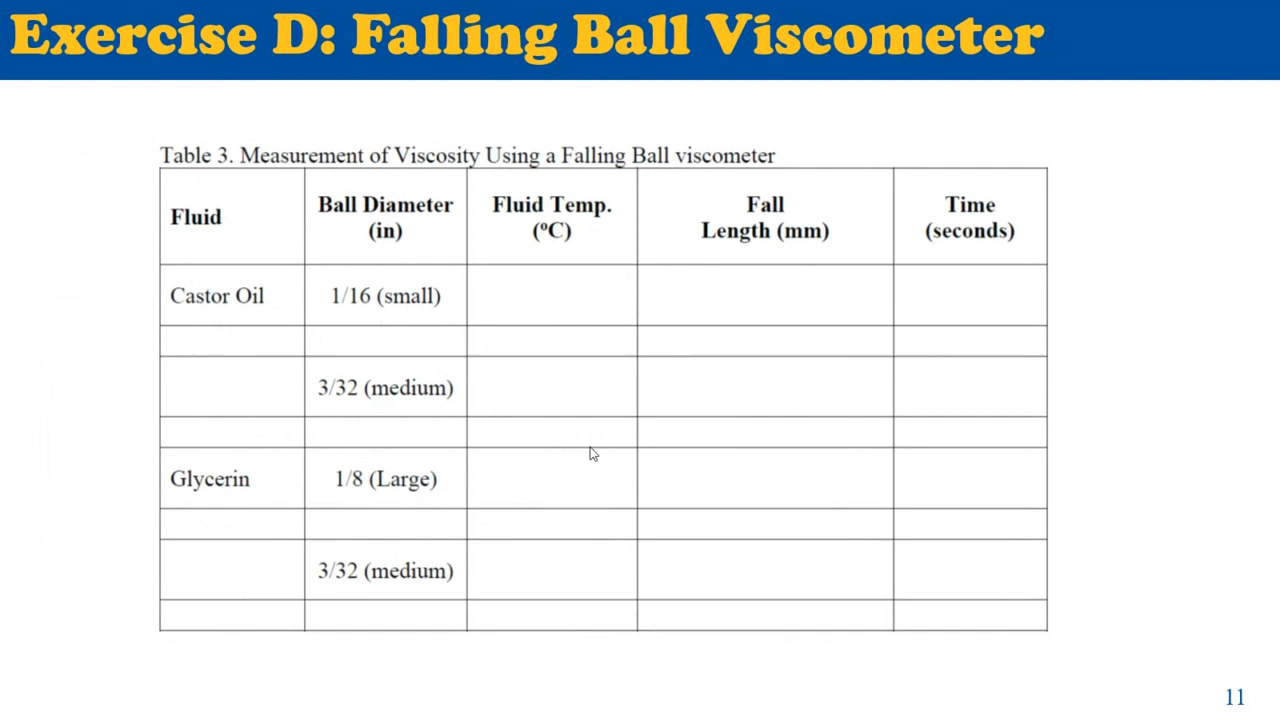 Exercise D: Falling Ball Viscometer
Table 3. Measurement of Viscosity Using a Falling Ball viscometer
Fluid
Ball Diameter
(in)
Fluid Temp.
(ºC)
Fall
Length (mm)
Time
(seconds)
Castor Oil
1/16 (small)
3/32 (medium)
Glycerin
1/8 (Large)
3/32 (medium)
11